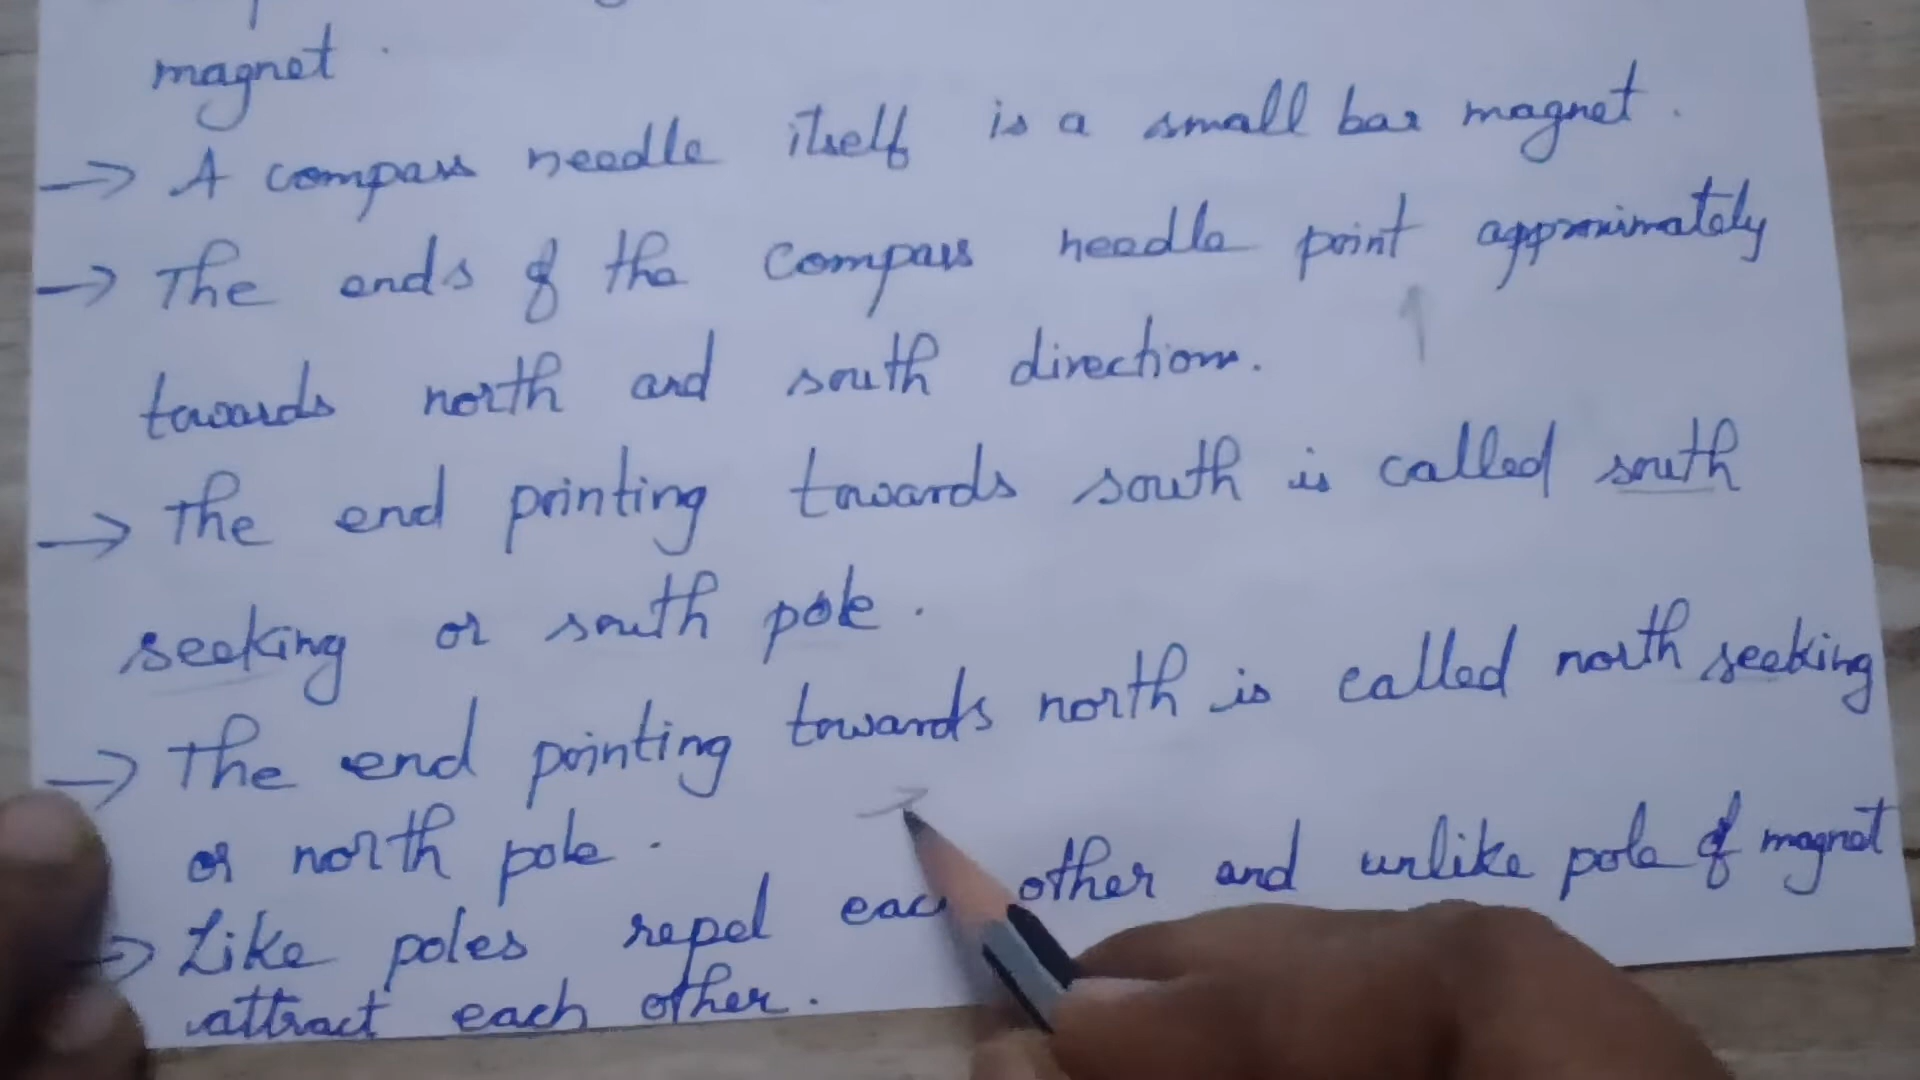 magnet.
→ A compass needle itself is a small bar magnet.
→ The ends of the compass needle point approximately
towards north and south direction.
→ The end pointing towards south is called south
seeking or south pole.
→ The end pointing towards north is called north seeking
or north pole.
→ Like poles repel each other and unlike pole of magnet
attract each other.